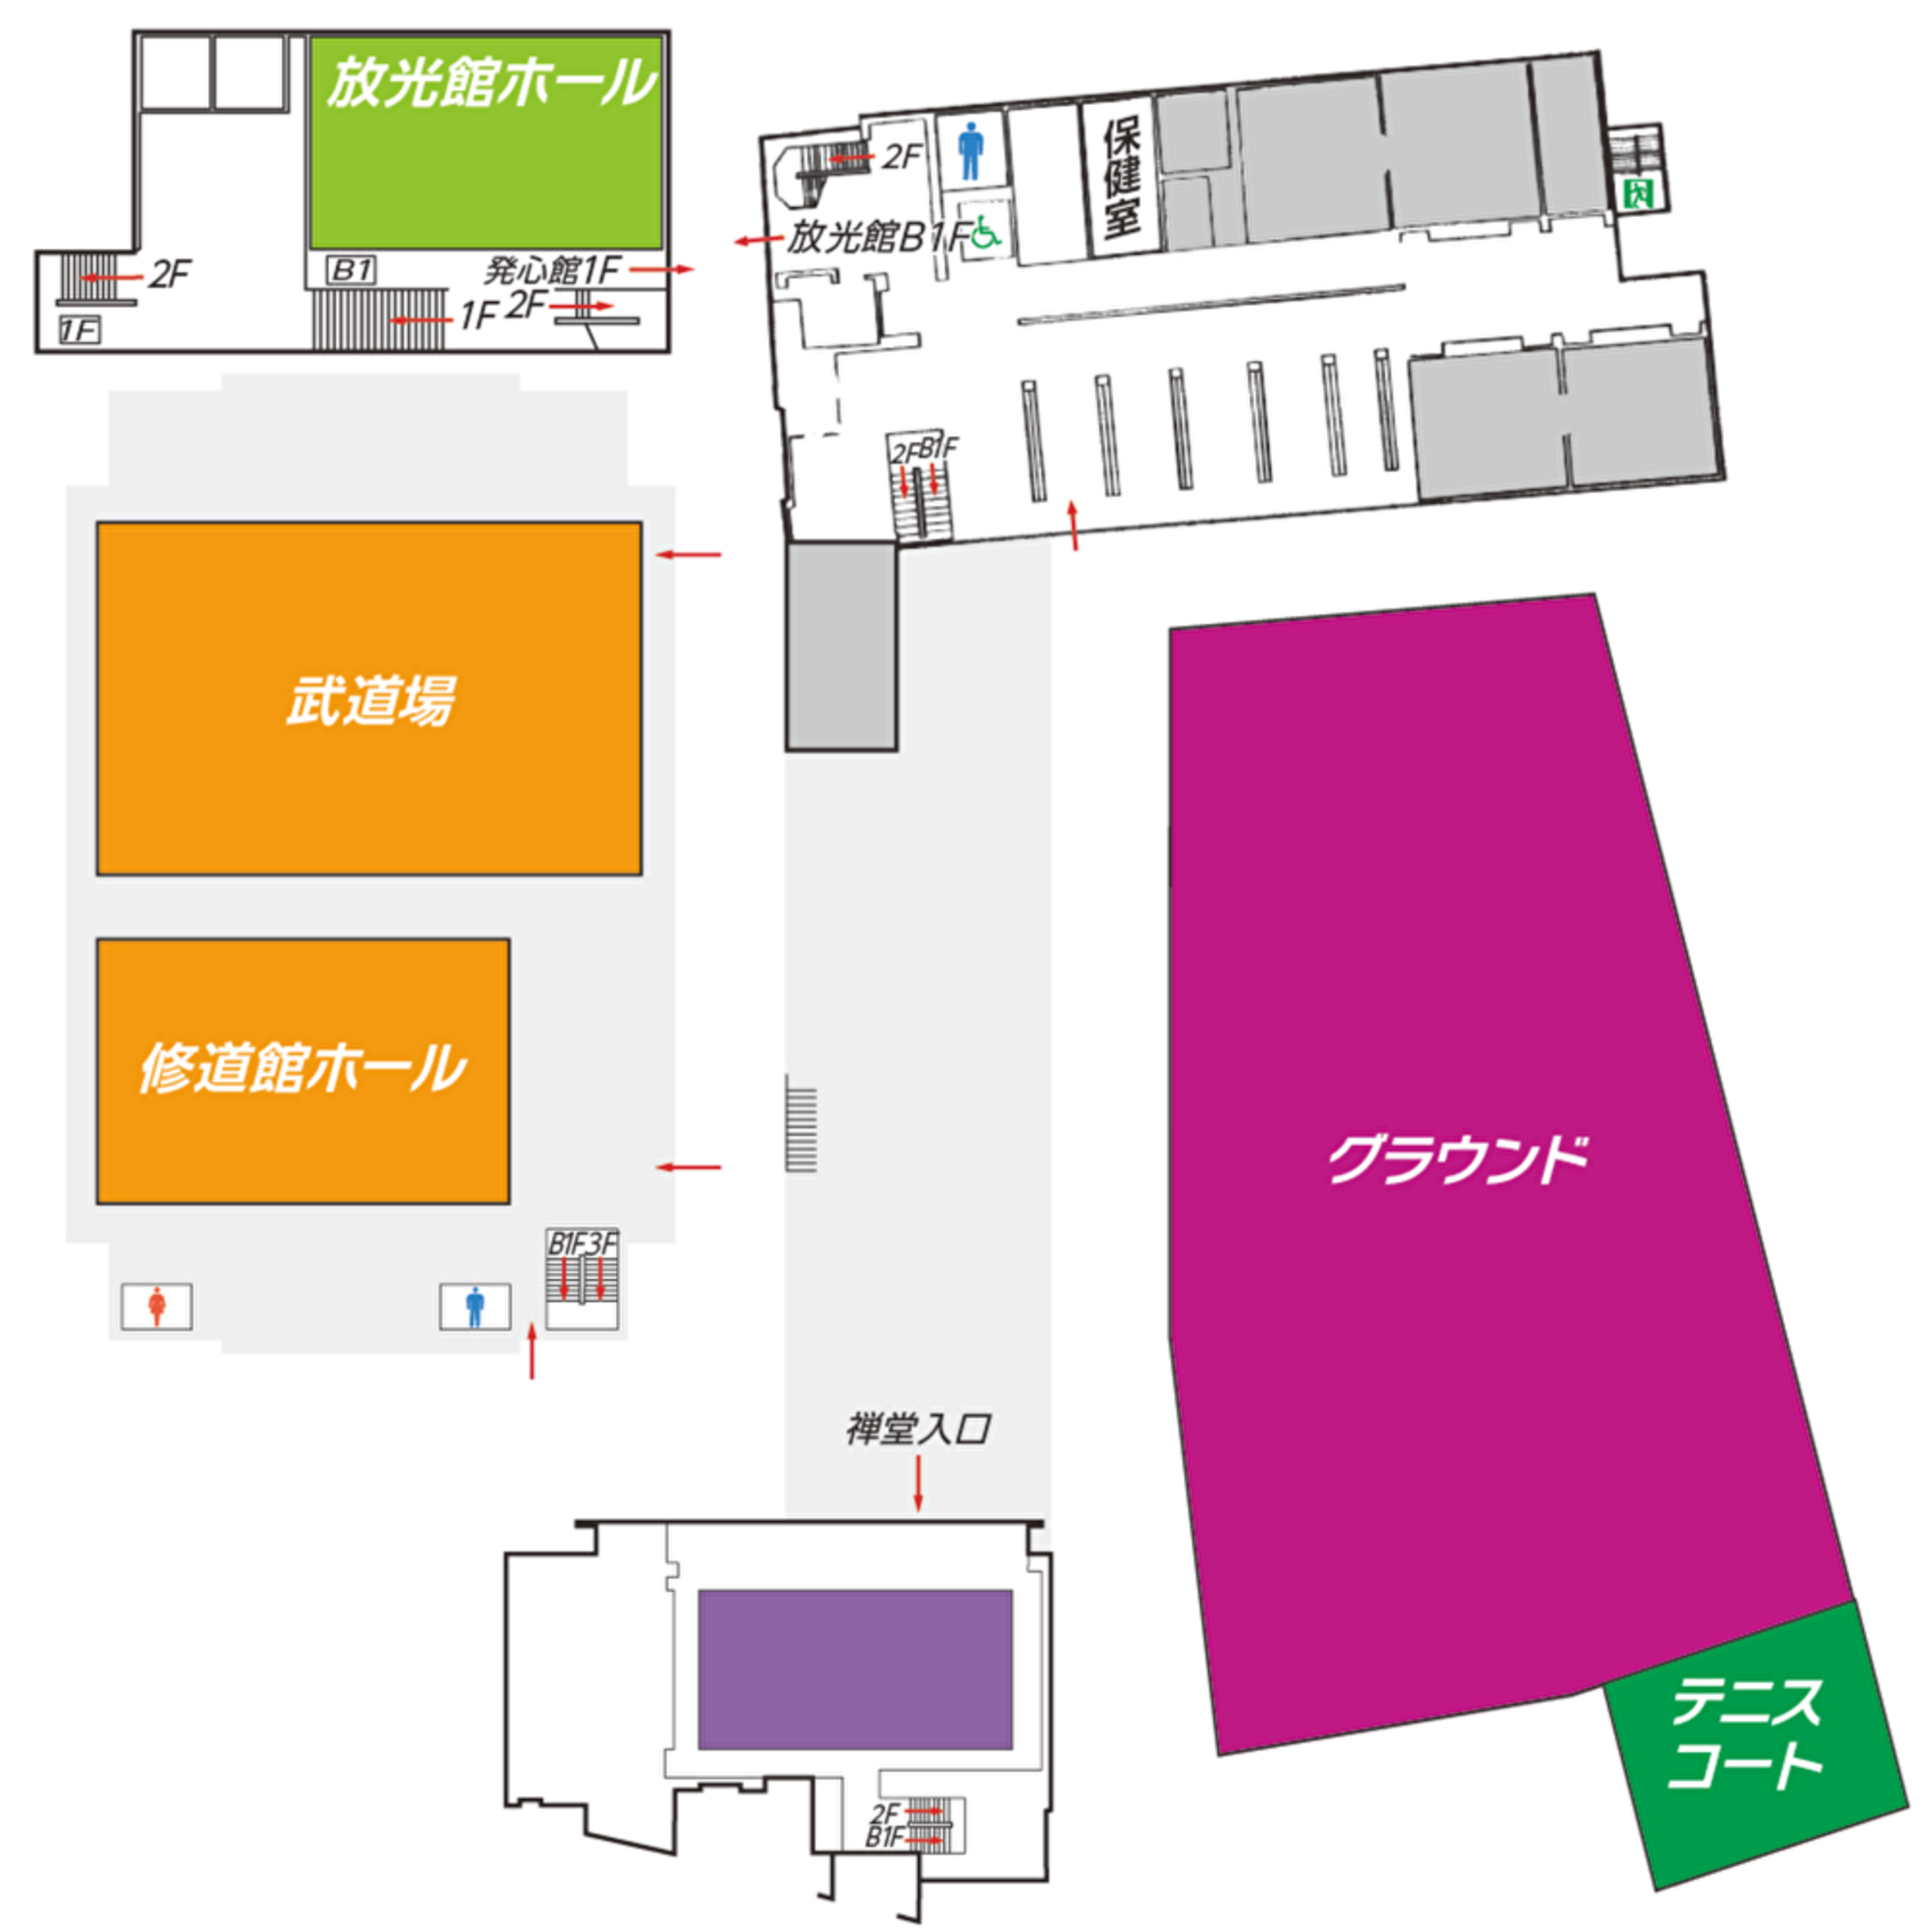 放光館ホール
2F
B1
発心館1F
1F
2F
1F
2F
放光館B1F
保健室
2F
B1F
武道場
修道館ホール
B1F
3F
グラウンド
禅堂入口
テニス
コート
2F
B1F